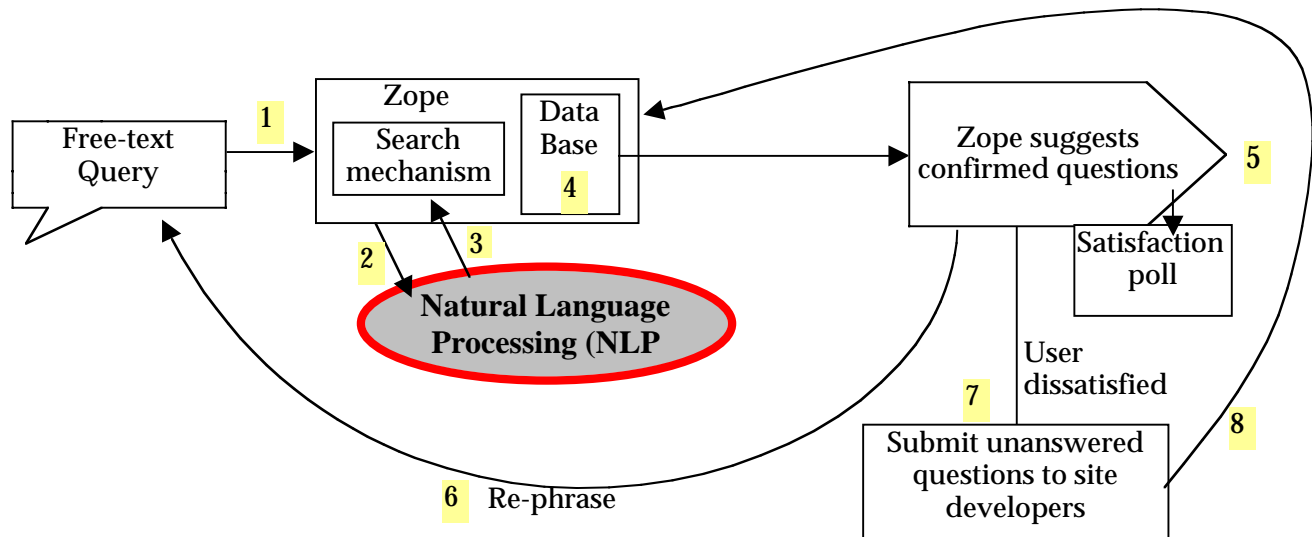 Free-text
Query
1
Zope
Search
mechanism
Data
Base
4
2
3
Natural Language
Processing (NLP
Zope suggests
confirmed questions
5
Satisfaction
poll
6 Re-phrase
User
dissatisfied
7
Submit unanswered
questions to site
developers
8